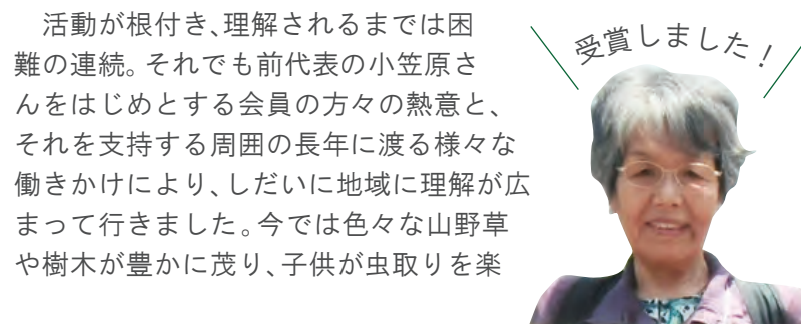 活動が根付き、理解されるまでは困
難の連続。それでも前代表の小笠原さ
んをはじめとする会員の方々の熱意と、
それを支持する周囲の長年に渡る様々な
働きかけにより、しだいに地域に理解が広
まって行きました。今では色々な山野草
や樹木が豊かに茂り、子供が虫取りを楽
受賞しました！